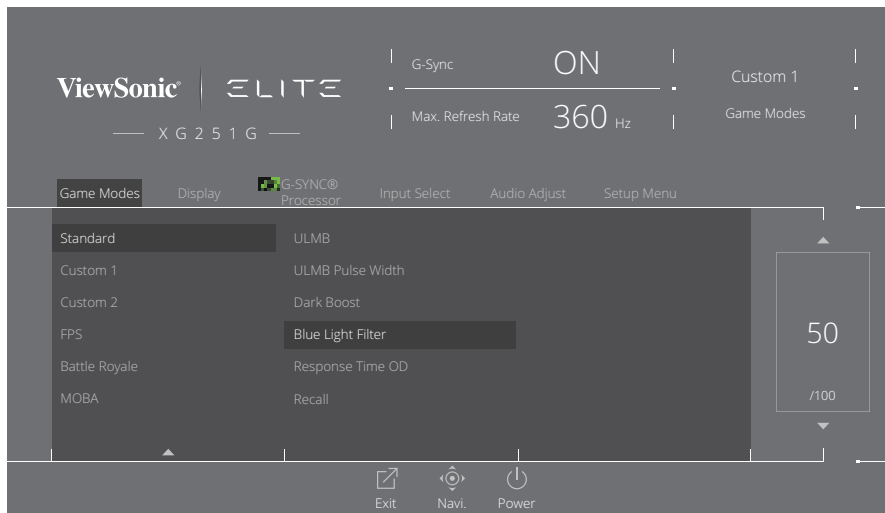 ViewSonic® ELITE
XG251G
G-Sync ON
Max. Refresh Rate 360 Hz
Custom 1
Game Modes
Game Modes Display G-SYNC® Input Select Audio Adjust Setup Menu
Processor
Standard
Custom 1
Custom 2
FPS
Battle Royale
MOBA
ULMB
ULMB Pulse Width
Dark Boost
Blue Light Filter
Response Time OD
Recall
50
/100
Exit Navi. Power